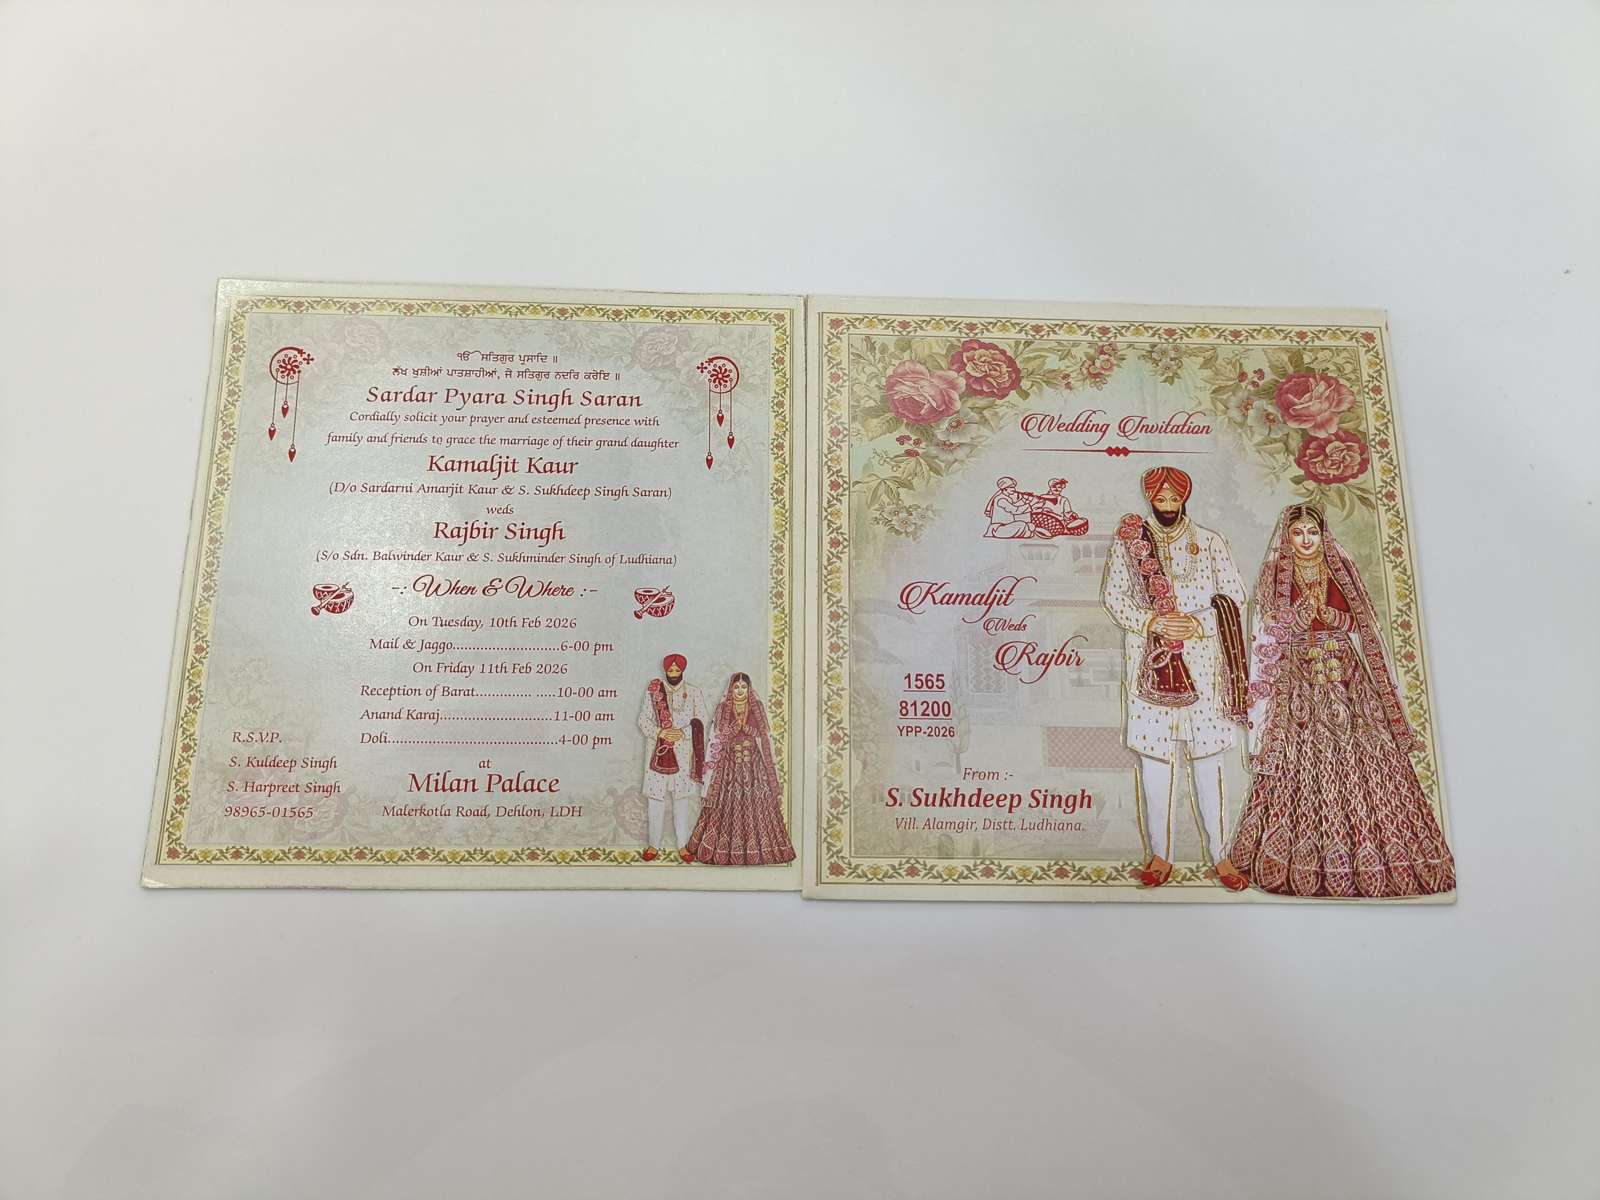 ੴ ਸਤਿਗੁਰ ਪ੍ਰਸਾਦਿ ॥
ਲੱਖ ਖੁਸ਼ੀਆਂ ਪਾਤਸ਼ਾਹੀਆਂ, ਜੇ ਸਤਿਗੁਰ ਨਦਰਿ ਕਰੇਇ ॥
Sardar Pyara Singh Saran
Cordially solicit your prayer and esteemed presence with
family and friends to grace the marriage of their grand daughter
Kamaljit Kaur
(D/o Sardarni Amarjit Kaur & S. Sukhdeep Singh Saran)
weds
Rajbir Singh
(S/o Sdn. Balwinder Kaur & S. Sukhminder Singh of Ludhiana)
-: When & Where :-
On Tuesday, 10th Feb 2026
Mail & Jaggo...........................6-00 pm
On Friday 11th Feb 2026
Reception of Barat.............. .....10-00 am
Anand Karaj............................11-00 am
Doli..........................................4-00 pm
at
Milan Palace
Malerkotla Road, Dehlon, LDH
R.S.V.P.
S. Kuldeep Singh
S. Harpreet Singh
98965-01565
Wedding Invitation
Kamaljit
Weds
Rajbir
1565
81200
YPP-2026
From :-
S. Sukhdeep Singh
Vill. Alamgir, Distt. Ludhiana.